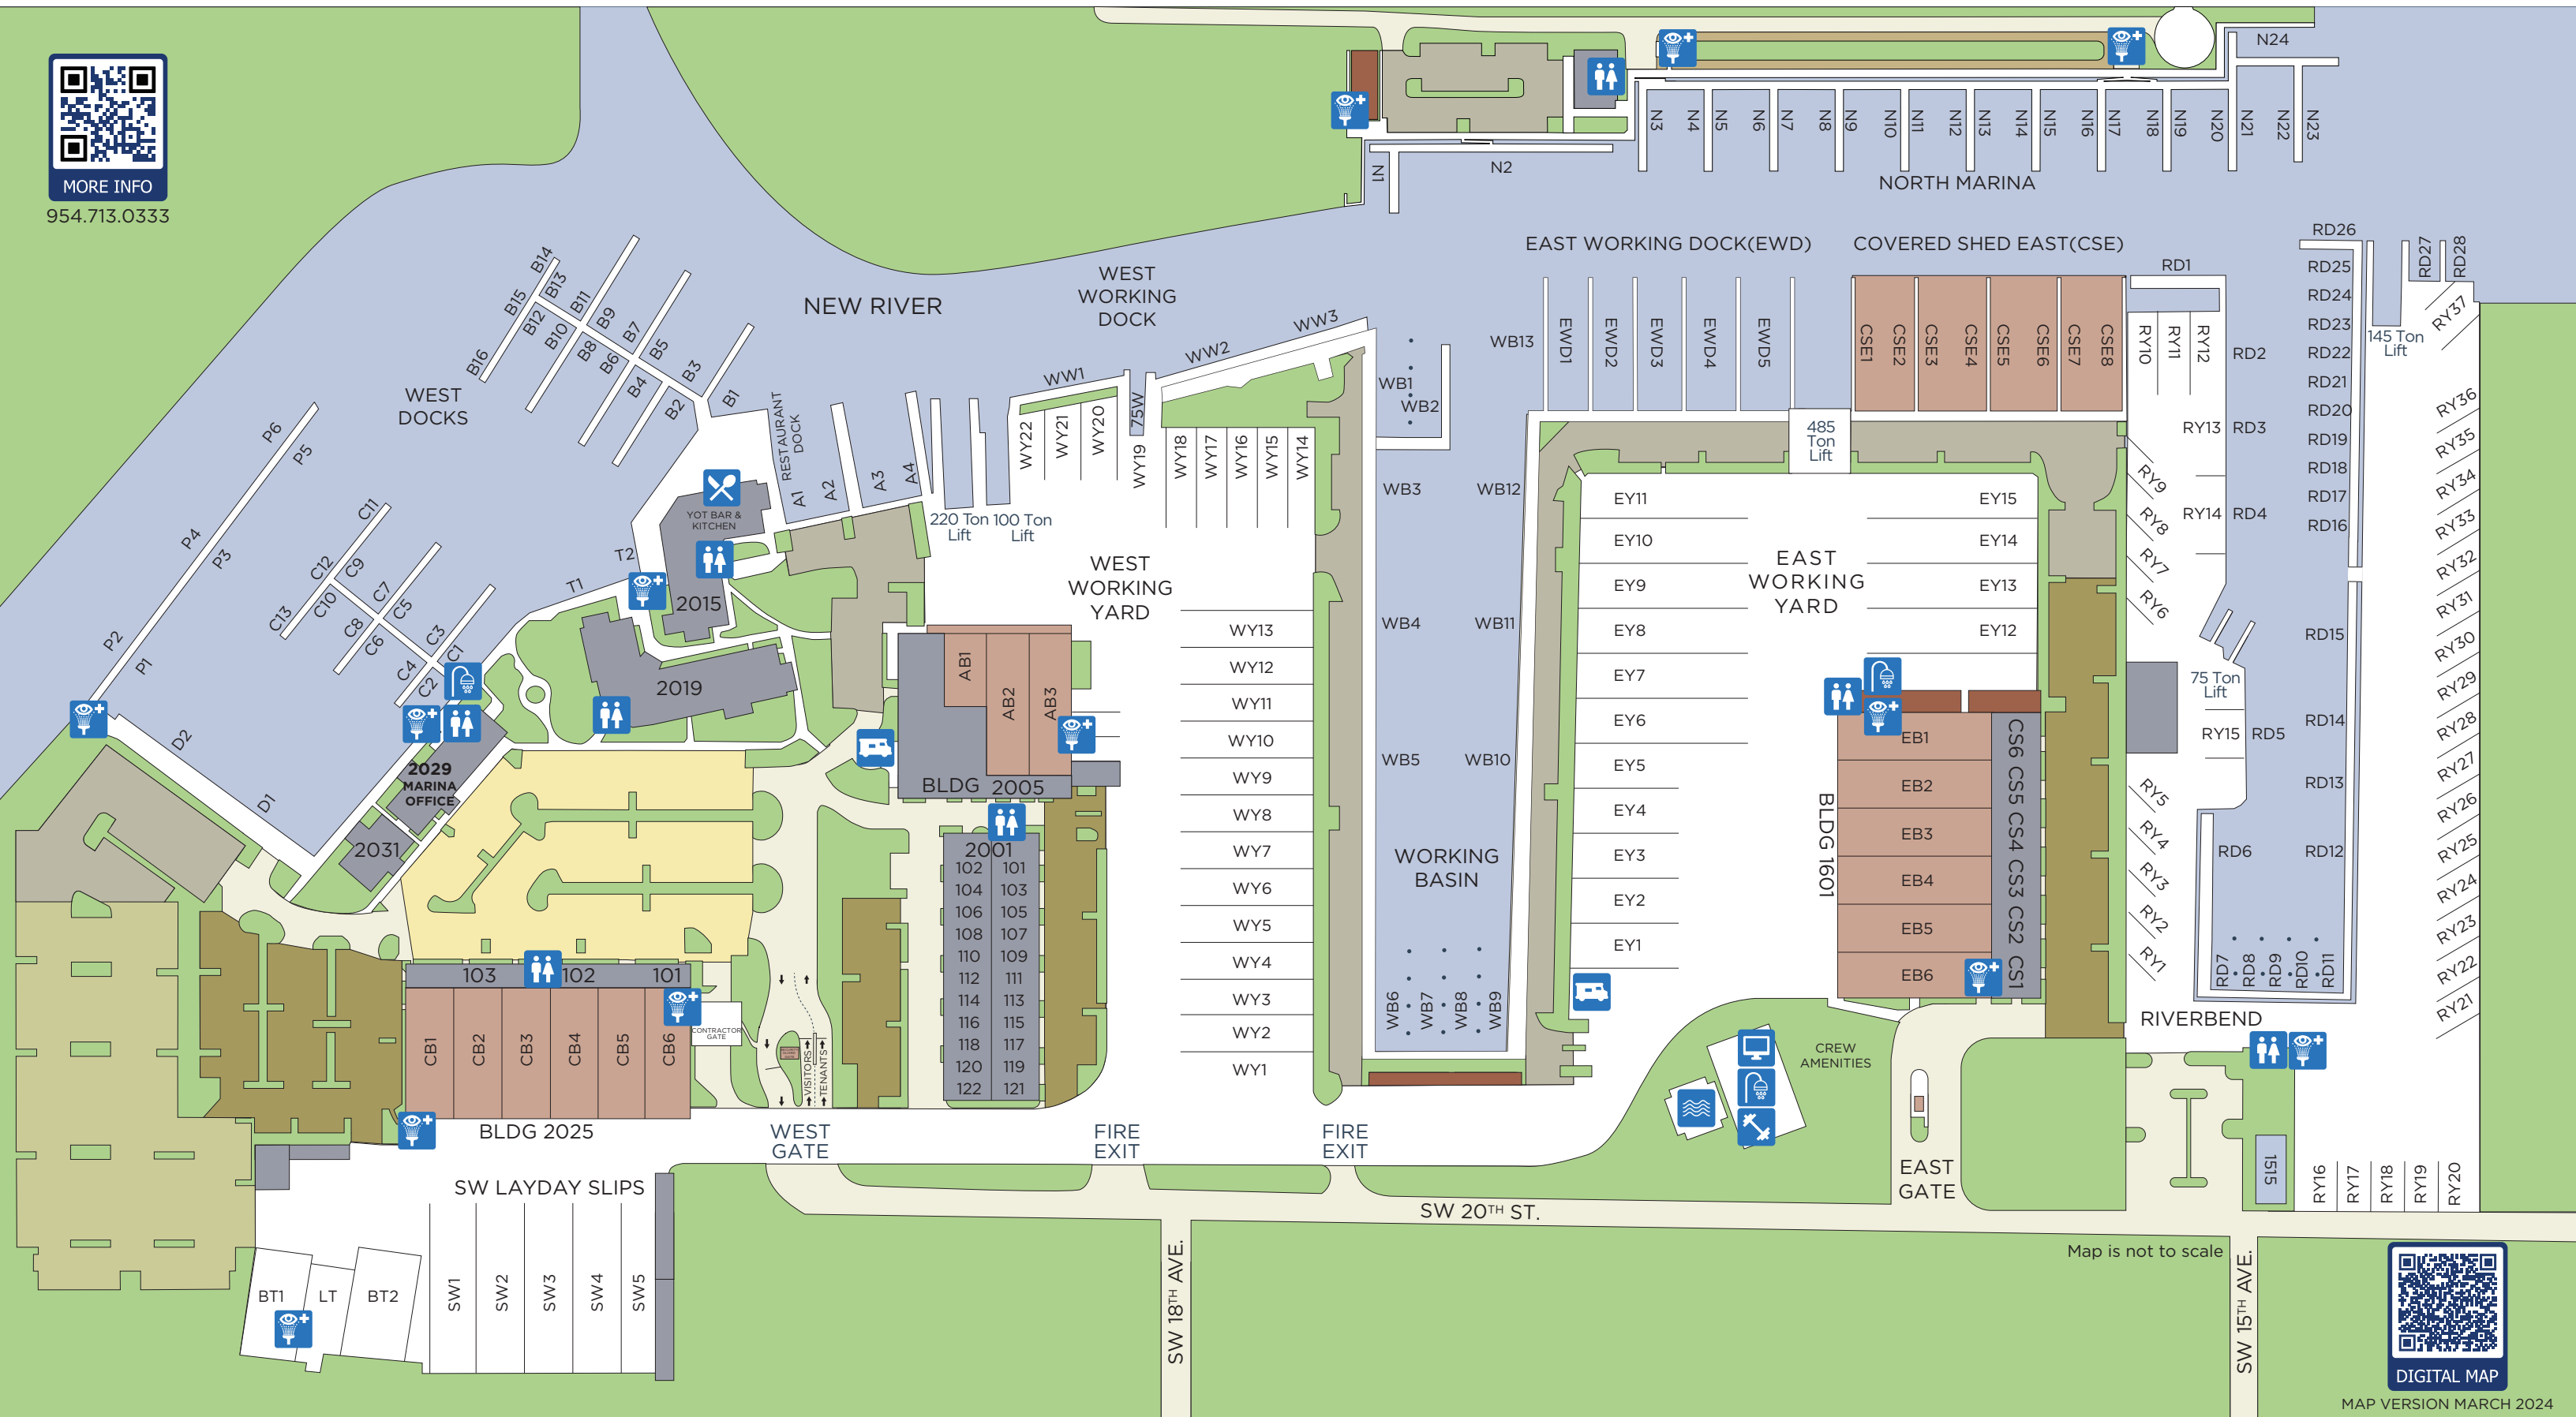 MORE INFO
954.713.0333
N24
N1
N2
N3
N4
N5
N6
N7
N8
N9
N10
N11
N12
N13
N14
N15
N16
N17
N18
N19
N20
N21
N22
N23
NORTH MARINA
EAST WORKING DOCK(EWD)
COVERED SHED EAST(CSE)
NEW RIVER
WEST
WORKING
DOCK
WEST
DOCKS
B14
B13
B15
B12
B11
B10
B9
B8
B7
B6
B5
B4
B3
B2
B1
B16
P6
P5
P4
P3
P2
P1
C11
C12
C9
C10
C13
C7
C8
C5
C6
C3
C4
C1
C2
D2
D1
T2
T1
RESTAURANT
DOCK
A1
A2
A3
A4
YOT BAR &
KITCHEN
2015
2019
2029
MARINA
OFFICE
2031
220 Ton
Lift
100 Ton
Lift
WW1
WW2
WW3
75W
WY22
WY21
WY20
WY19
WY18
WY17
WY16
WY15
WY14
WEST
WORKING
YARD
WY13
WY12
WY11
WY10
WY9
WY8
WY7
WY6
WY5
WY4
WY3
WY2
WY1
AB1
AB2
AB3
BLDG 2005
2001
102 101
104 103
106 105
108 107
110 109
112 111
114 113
116 115
118 117
120 119
122 121
103
102
101
CB1
CB2
CB3
CB4
CB5
CB6
CONTRACTOR
GATE
VISITORS
TENANTS
BLDG 2025
WEST
GATE
FIRE
EXIT
FIRE
EXIT
SW LAYDAY SLIPS
BT1
LT
BT2
SW1
SW2
SW3
SW4
SW5
WB13
WB1
WB2
WB3
WB12
WB4
WB11
WB5
WB10
WORKING
BASIN
WB6
WB7
WB8
WB9
EWD1
EWD2
EWD3
EWD4
EWD5
485
Ton
Lift
CSE1
CSE2
CSE3
CSE4
CSE5
CSE6
CSE7
CSE8
EY11
EY10
EY9
EY8
EY7
EY6
EY5
EY4
EY3
EY2
EY1
EAST
WORKING
YARD
EY15
EY14
EY13
EY12
BLDG 1601
EB1
EB2
EB3
EB4
EB5
EB6
CS6 CS5 CS4 CS3 CS2 CS1
CREW
AMENITIES
EAST
GATE
RD1
RY10
RY11
RY12
RD2
RY13
RD3
RY14
RD4
RY9
RY8
RY7
RY6
75 Ton
Lift
RY15
RD5
RY5
RY4
RY3
RY2
RY1
RD6
RD7
RD8
RD9
RD10
RD11
RD12
RD13
RD14
RD15
RD16
RD17
RD18
RD19
RD20
RD21
RD22
RD23
RD24
RD25
RD26
RD27
RD28
145 Ton
Lift
RY37
RY36
RY35
RY34
RY33
RY32
RY31
RY30
RY29
RY28
RY27
RY26
RY25
RY24
RY23
RY22
RY21
RIVERBEND
1515
RY16
RY17
RY18
RY19
RY20
SW 20TH ST.
SW 18TH AVE.
SW 15TH AVE.
Map is not to scale
DIGITAL MAP
MAP VERSION MARCH 2024